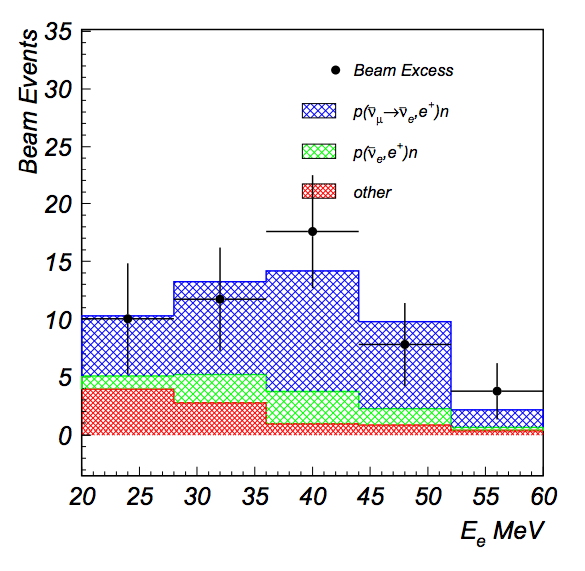 Beam Events
35
30
25
20
15
10
5
0
Beam Excess
p(ν̄μ→ν̄e,e⁺)n
p(ν̄e,e⁺)n
other
20 25 30 35 40 45 50 55 60
Ee MeV